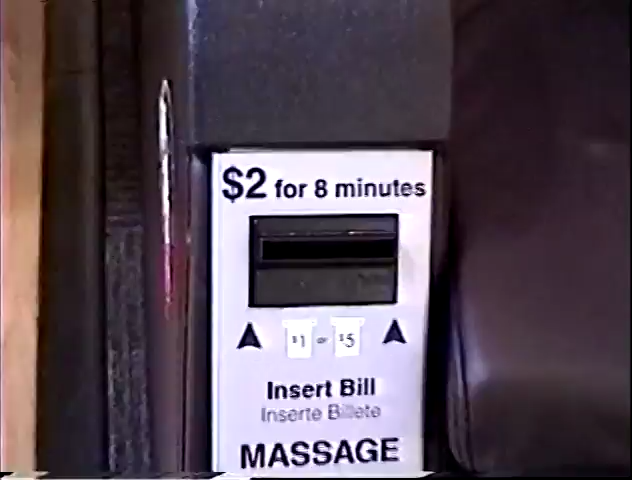 $2 for 8 minutes
$1 or $5
Insert Bill
Inserte Billete
MASSAGE